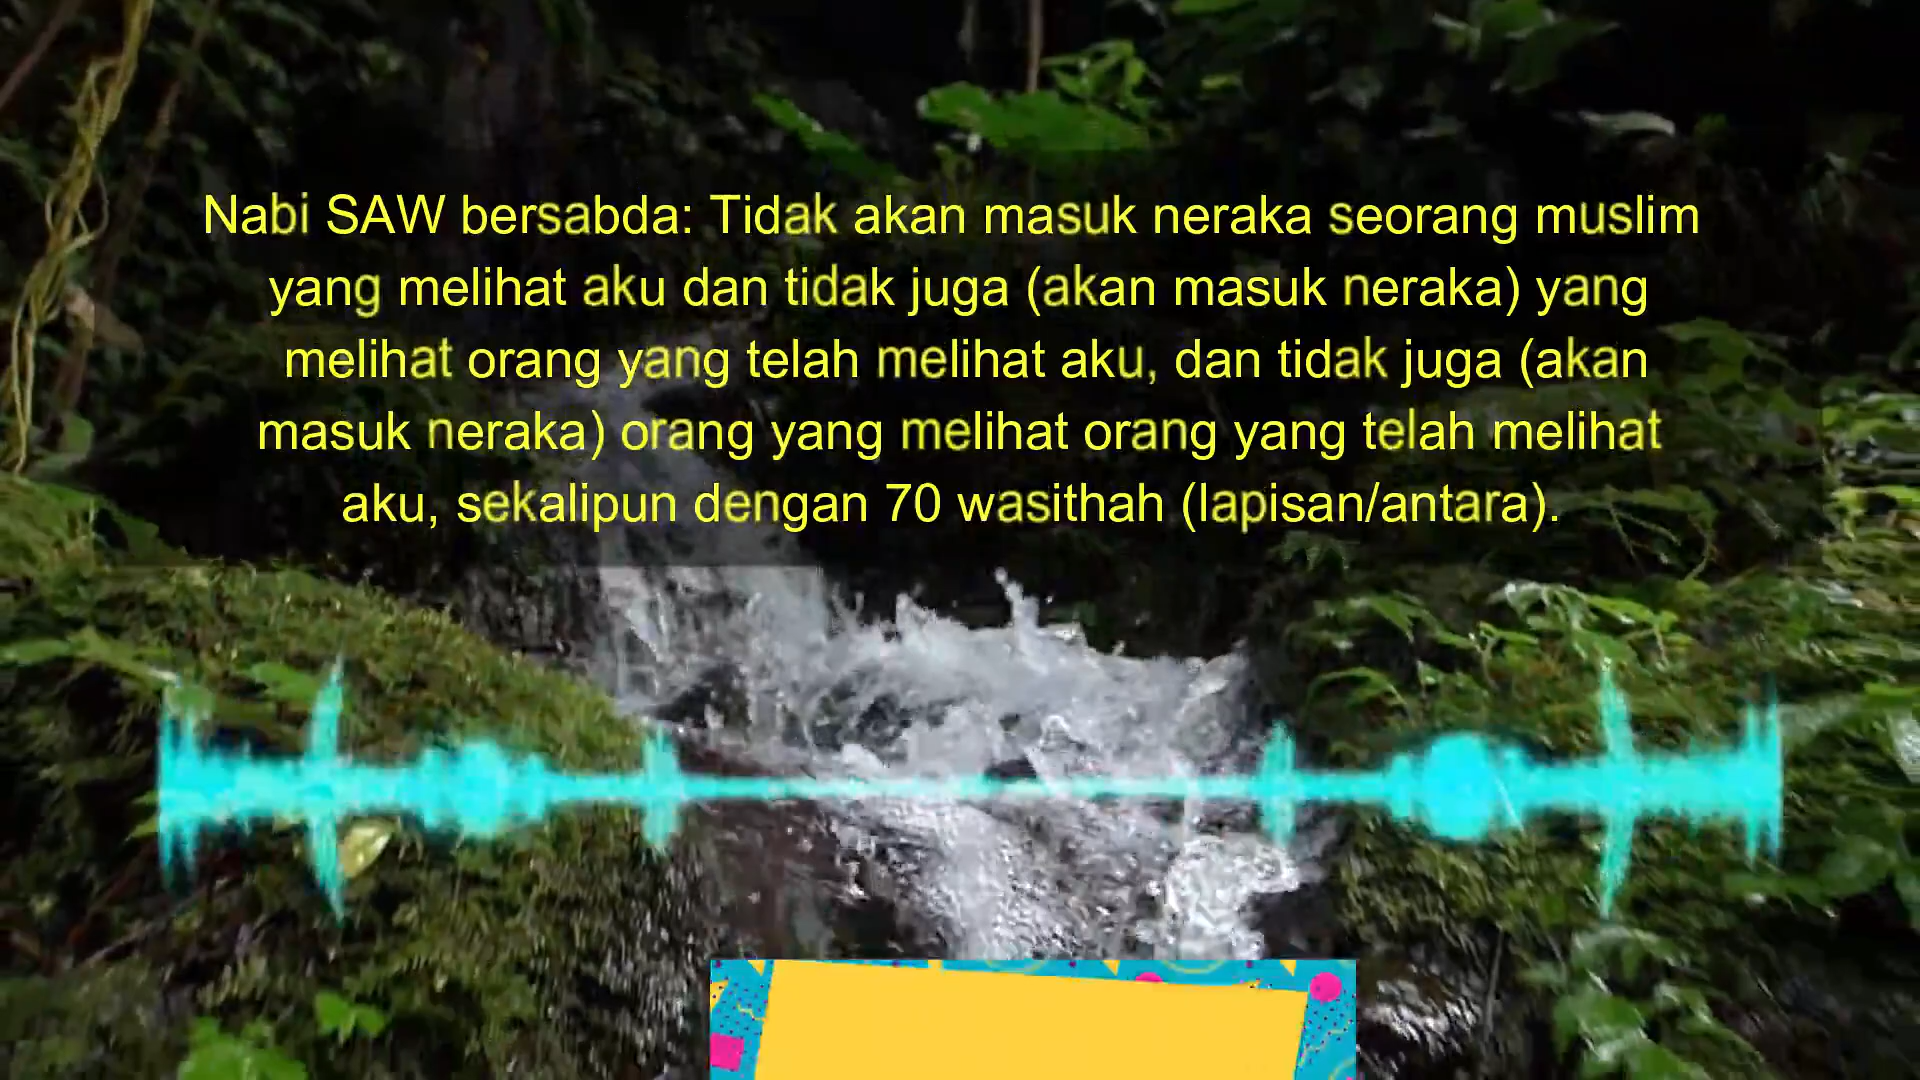 Nabi SAW bersabda: Tidak akan masuk neraka seorang muslim
yang melihat aku dan tidak juga (akan masuk neraka) yang
melihat orang yang telah melihat aku, dan tidak juga (akan
masuk neraka) orang yang melihat orang yang telah melihat
aku, sekalipun dengan 70 wasithah (lapisan/antara).